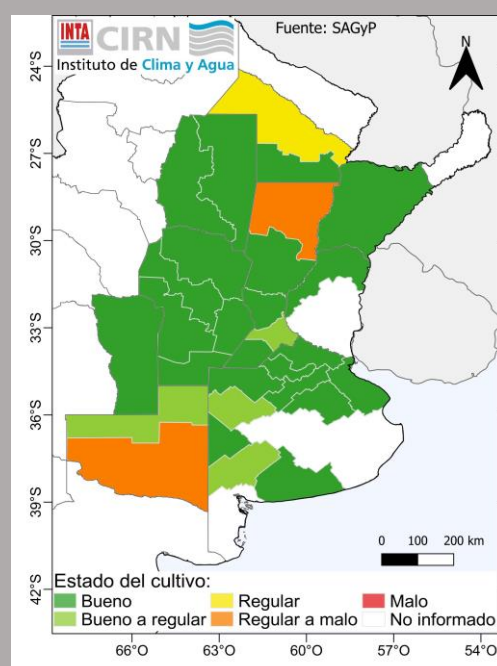 INTA CIRN
Instituto de Clima y Agua
Fuente: SAGyP
N
24°S
27°S
30°S
33°S
36°S
39°S
42°S
0 100 200 km
Estado del cultivo:
Bueno Regular Malo
Bueno a regular Regular a malo No informado
66°O 63°O 60°O 57°O 54°O